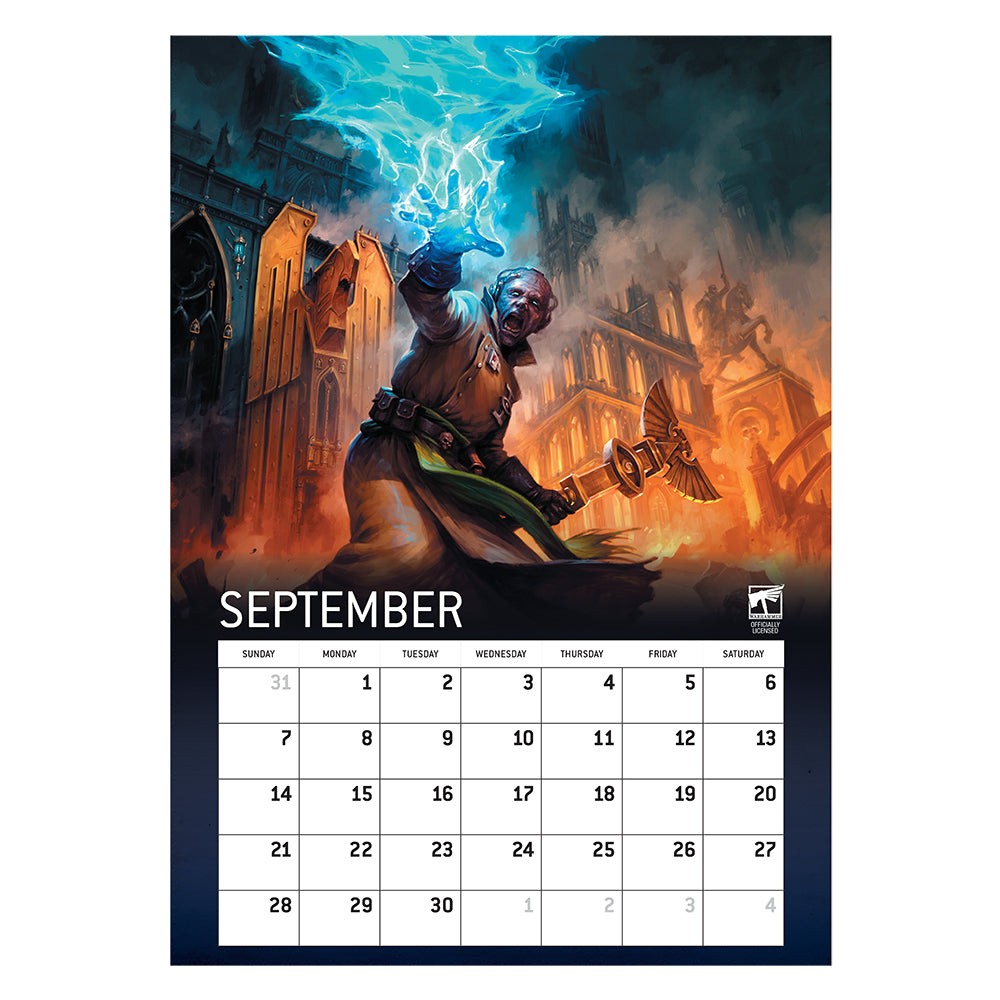 SEPTEMBER
WARHAMMER
OFFICIALLY
LICENSED
SUNDAY MONDAY TUESDAY WEDNESDAY THURSDAY FRIDAY SATURDAY
31 1 2 3 4 5 6
7 8 9 10 11 12 13
14 15 16 17 18 19 20
21 22 23 24 25 26 27
28 29 30 1 2 3 4